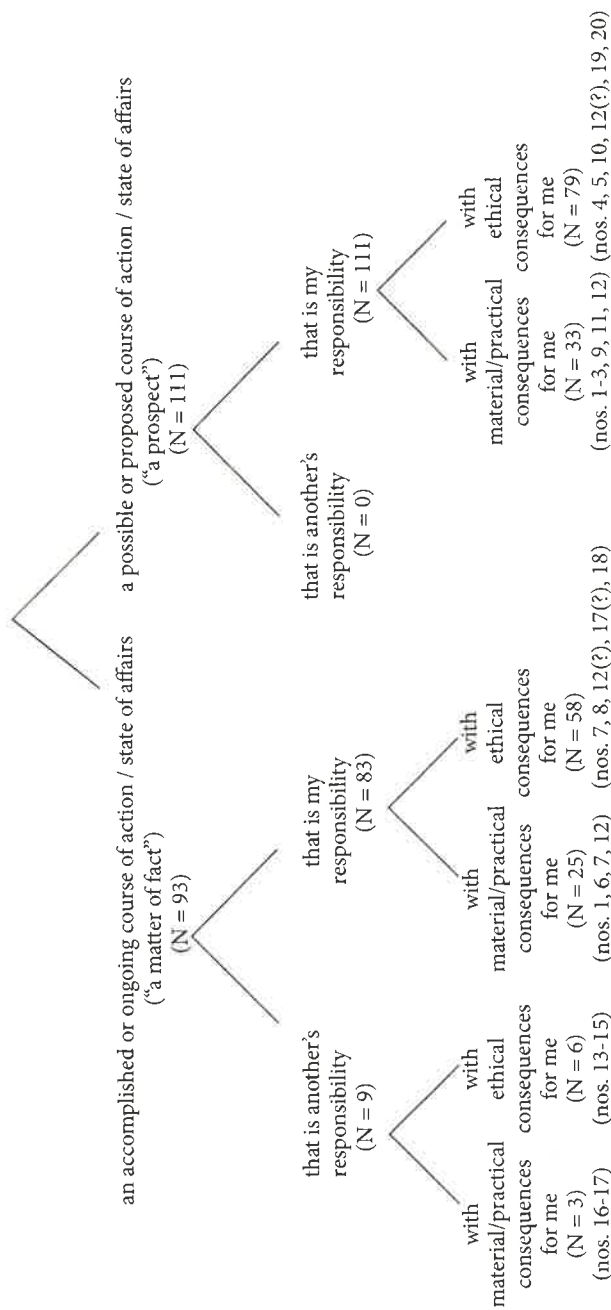 an accomplished or ongoing course of action / state of affairs
("a matter of fact")
(N = 93)
a possible or proposed course of action / state of affairs
("a prospect")
(N = 111)
that is another's
responsibility
(N = 9)
that is my
responsibility
(N = 83)
that is another's
responsibility
(N = 0)
that is my
responsibility
(N = 111)
with
material/practical
consequences
for me
(N = 3)
(nos. 16-17)
with
ethical
consequences
for me
(N = 6)
(nos. 13-15)
with
material/practical
consequences
for me
(N = 25)
(nos. 1, 6, 7, 12)
with
ethical
consequences
for me
(N = 58)
(nos. 7, 8, 12(?), 17(?), 18)
with
material/practical
consequences
for me
(N = 33)
(nos. 1-3, 9, 11, 12)
with
ethical
consequences
for me
(N = 79)
(nos. 4, 5, 10, 12(?), 19, 20)